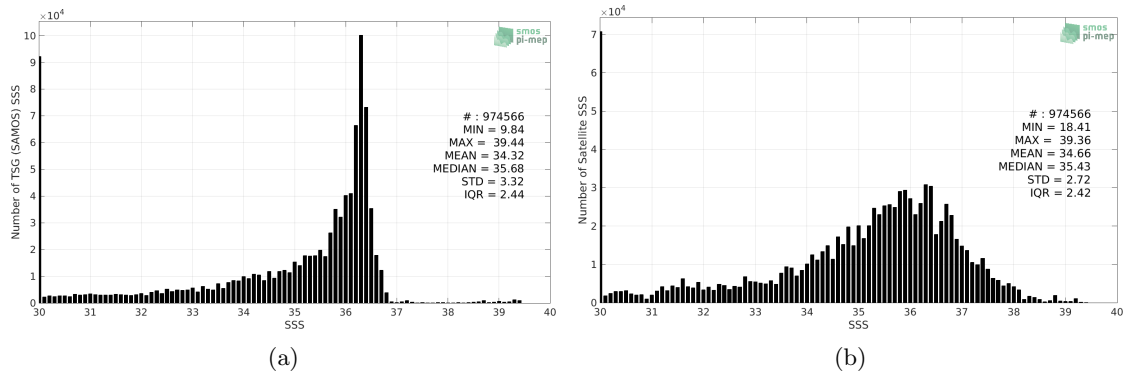 ×10⁴
10
9
8
7
6
5
4
3
2
1
0
Number of TSG (SAMOS) SSS
smos
pi-mep
# : 974566
MIN = 9.84
MAX = 39.44
MEAN = 34.32
MEDIAN = 35.68
STD = 3.32
IQR = 2.44
30 31 32 33 34 35 36 37 38 39 40
SSS
(a)
×10⁴
7
6
5
4
3
2
1
0
Number of Satellite SSS
smos
pi-mep
# : 974566
MIN = 18.41
MAX = 39.36
MEAN = 34.66
MEDIAN = 35.43
STD = 2.72
IQR = 2.42
30 31 32 33 34 35 36 37 38 39 40
SSS
(b)